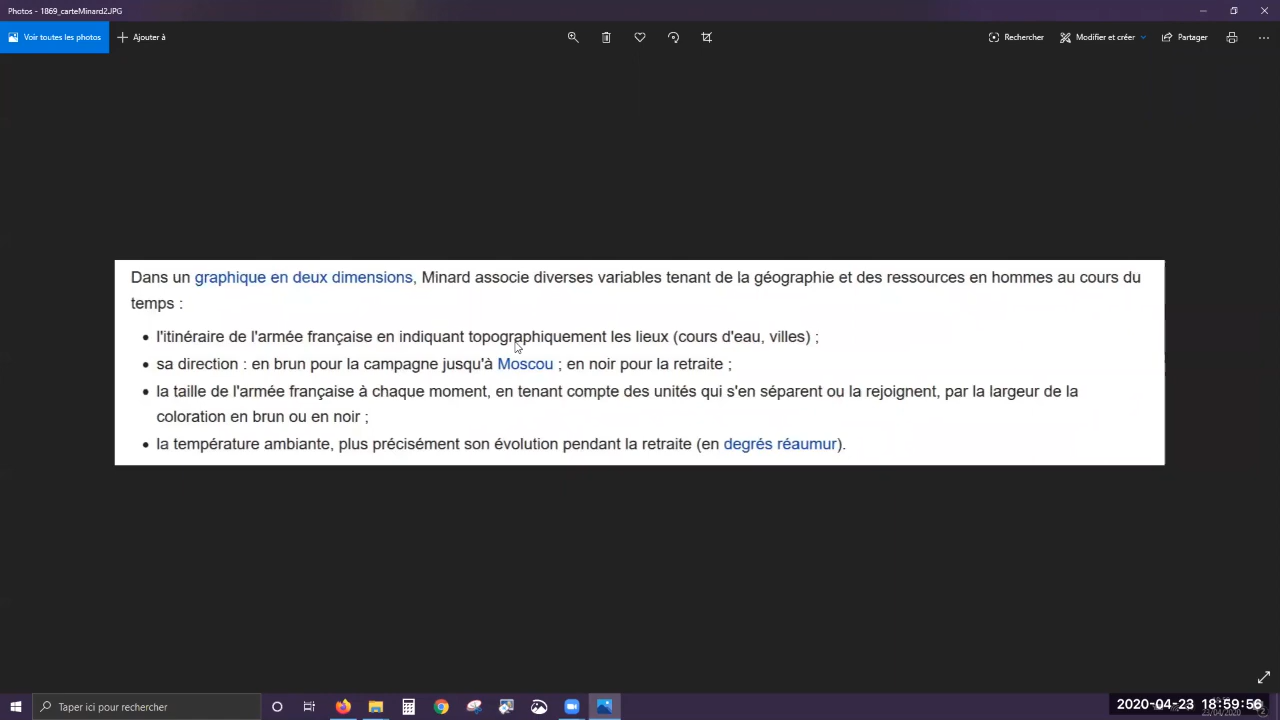 Photos - 1869_carteMinard2.JPG
Voir toutes les photos
Ajouter à
Rechercher
Modifier et créer
Partager
Dans un graphique en deux dimensions, Minard associe diverses variables tenant de la géographie et des ressources en hommes au cours du
temps :
• l'itinéraire de l'armée française en indiquant topographiquement les lieux (cours d'eau, villes) ;
• sa direction : en brun pour la campagne jusqu'à Moscou ; en noir pour la retraite ;
• la taille de l'armée française à chaque moment, en tenant compte des unités qui s'en séparent ou la rejoignent, par la largeur de la
coloration en brun ou en noir ;
• la température ambiante, plus précisément son évolution pendant la retraite (en degrés réaumur).
Taper ici pour rechercher
2020-04-23 18:59:56